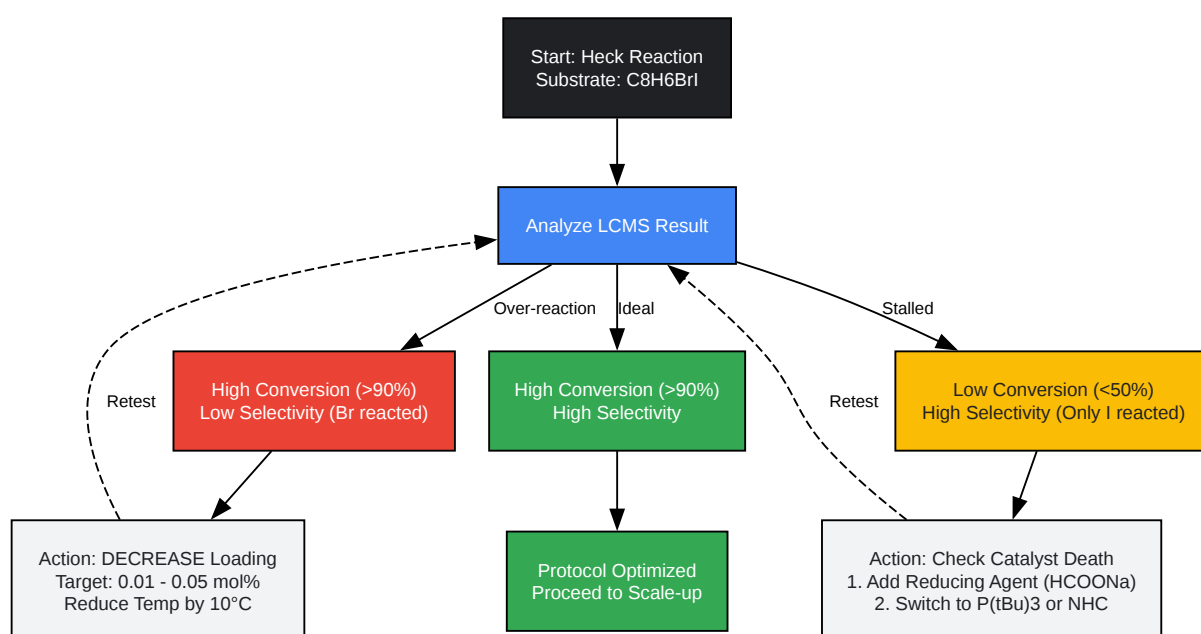 Start: Heck Reaction
Substrate: C8H6BrI
Analyze LCMS Result
Over-reaction
Ideal
Stalled
High Conversion (>90%)
Low Selectivity (Br reacted)
High Conversion (>90%)
High Selectivity
Low Conversion (<50%)
High Selectivity (Only I reacted)
Retest
Retest
Action: DECREASE Loading
Target: 0.01 - 0.05 mol%
Reduce Temp by 10°C
Protocol Optimized
Proceed to Scale-up
Action: Check Catalyst Death
1. Add Reducing Agent (HCOONa)
2. Switch to P(tBu)3 or NHC